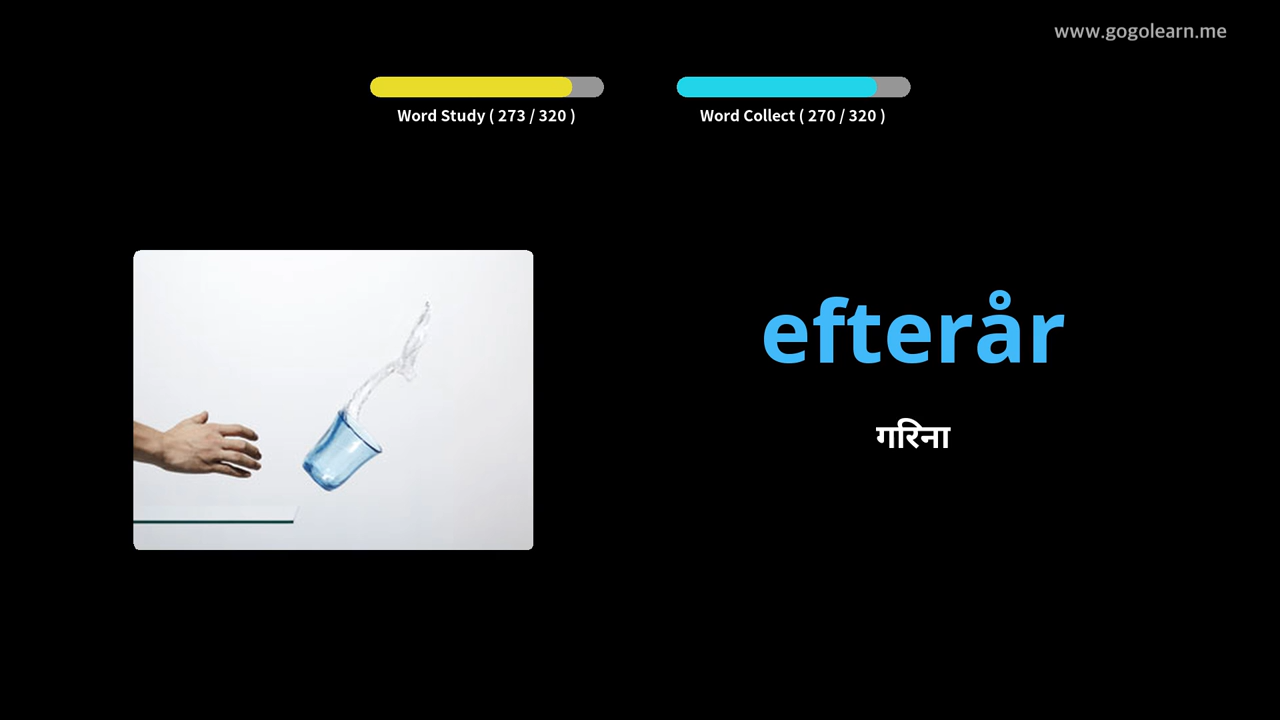 www.gogolearn.me
Word Study ( 273 / 320 )
Word Collect ( 270 / 320 )
efterår
गरिना